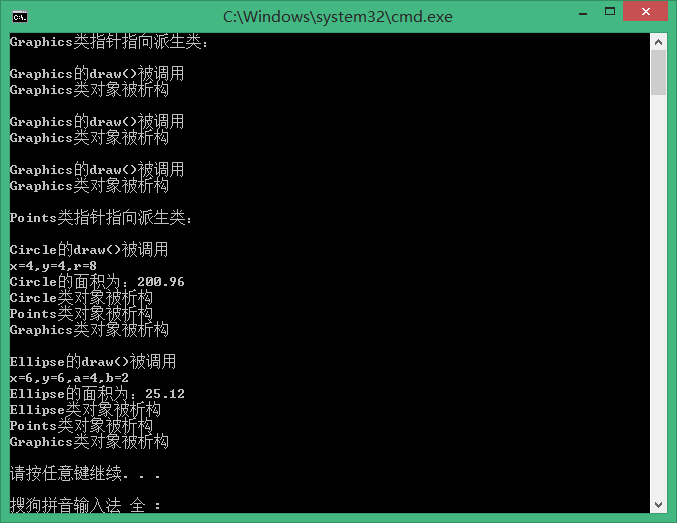 C:\Windows\system32\cmd.exe
Graphics类指针指向派生类：
Graphics的draw()被调用
Graphics类对象被析构
Graphics的draw()被调用
Graphics类对象被析构
Graphics的draw()被调用
Graphics类对象被析构
Points类指针指向派生类：
Circle的draw()被调用
x=4,y=4,r=8
Circle的面积为：200.96
Circle类对象被析构
Points类对象被析构
Graphics类对象被析构
Ellipse的draw()被调用
x=6,y=6,a=4,b=2
Ellipse的面积为：25.12
Ellipse类对象被析构
Points类对象被析构
Graphics类对象被析构
请按任意键继续. . .
搜狗拼音输入法 全 ：